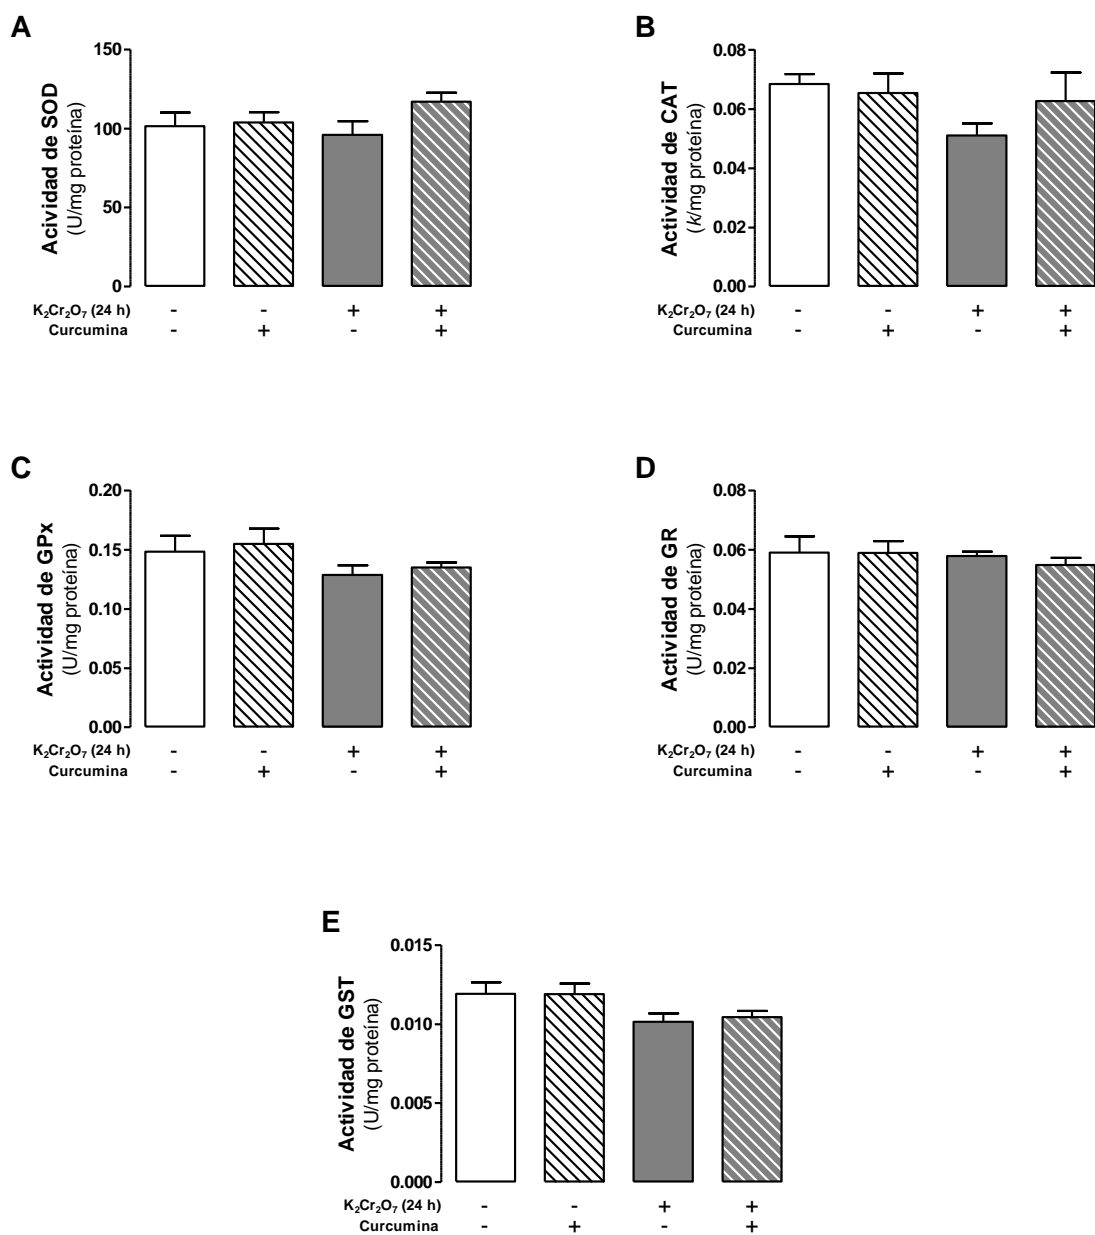 A
Acividad de SOD
(U/mg proteína)
150
100
50
0
K₂Cr₂O₇ (24 h) - - + +
Curcumina - + - +
B
Actividad de CAT
(k/mg proteína)
0.08
0.06
0.04
0.02
0.00
K₂Cr₂O₇ (24 h) - - + +
Curcumina - + - +
C
Actividad de GPx
(U/mg proteína)
0.20
0.15
0.10
0.05
0.00
K₂Cr₂O₇ (24 h) - - + +
Curcumina - + - +
D
Actividad de GR
(U/mg proteína)
0.08
0.06
0.04
0.02
0.00
K₂Cr₂O₇ (24 h) - - + +
Curcumina - + - +
E
Actividad de GST
(U/mg proteína)
0.015
0.010
0.005
0.000
K₂Cr₂O₇ (24 h) - - + +
Curcumina - + - +